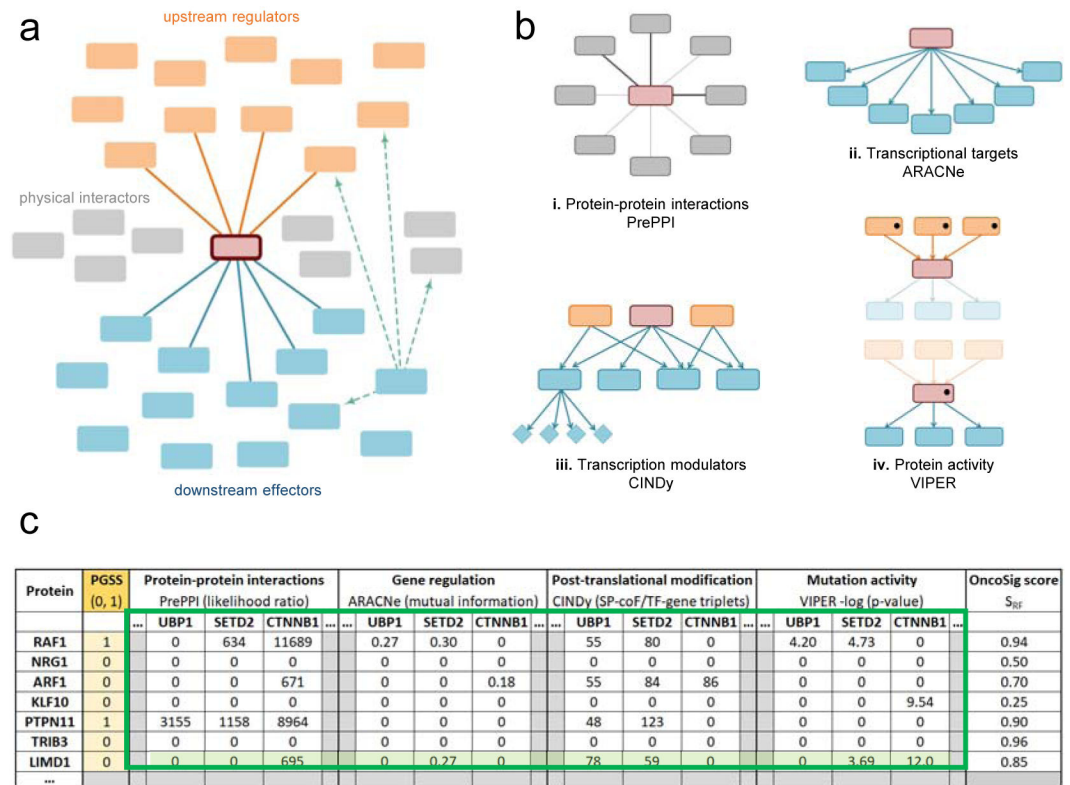 a
upstream regulators
physical interactors
downstream effectors
b
i. Protein-protein interactions
PrePPI
ii. Transcriptional targets
ARACNe
iii. Transcription modulators
CINDy
iv. Protein activity
VIPER
c
Protein PGSS (0, 1) Protein-protein interactions PrePPI (likelihood ratio) Gene regulation ARACNe (mutual information) Post-translational modification CINDy (SP-coF/TF-gene triplets) Mutation activity VIPER -log (p-value) OncoSig score SRF
... UBP1 SETD2 CTNNB1 ... ... UBP1 SETD2 CTNNB1 ... ... UBP1 SETD2 CTNNB1 ... ... UBP1 SETD2 CTNNB1 ...
RAF1 1 0 634 11689 0.27 0.30 0 55 80 0 4.20 4.73 0 0.94
NRG1 0 0 0 0 0 0 0 0 0 0 0 0 0 0.50
ARF1 0 0 0 671 0 0 0.18 55 84 86 0 0 0 0.70
KLF10 0 0 0 0 0 0 0 0 0 0 0 0 9.54 0.25
PTPN11 1 3155 1158 8964 0 0 0 48 123 0 0 0 0 0.90
TRIB3 0 0 0 0 0 0 0 0 0 0 0 0 0 0.96
LIMD1 0 0 0 695 0 0.27 0 78 59 0 0 3.69 12.0 0.85
...